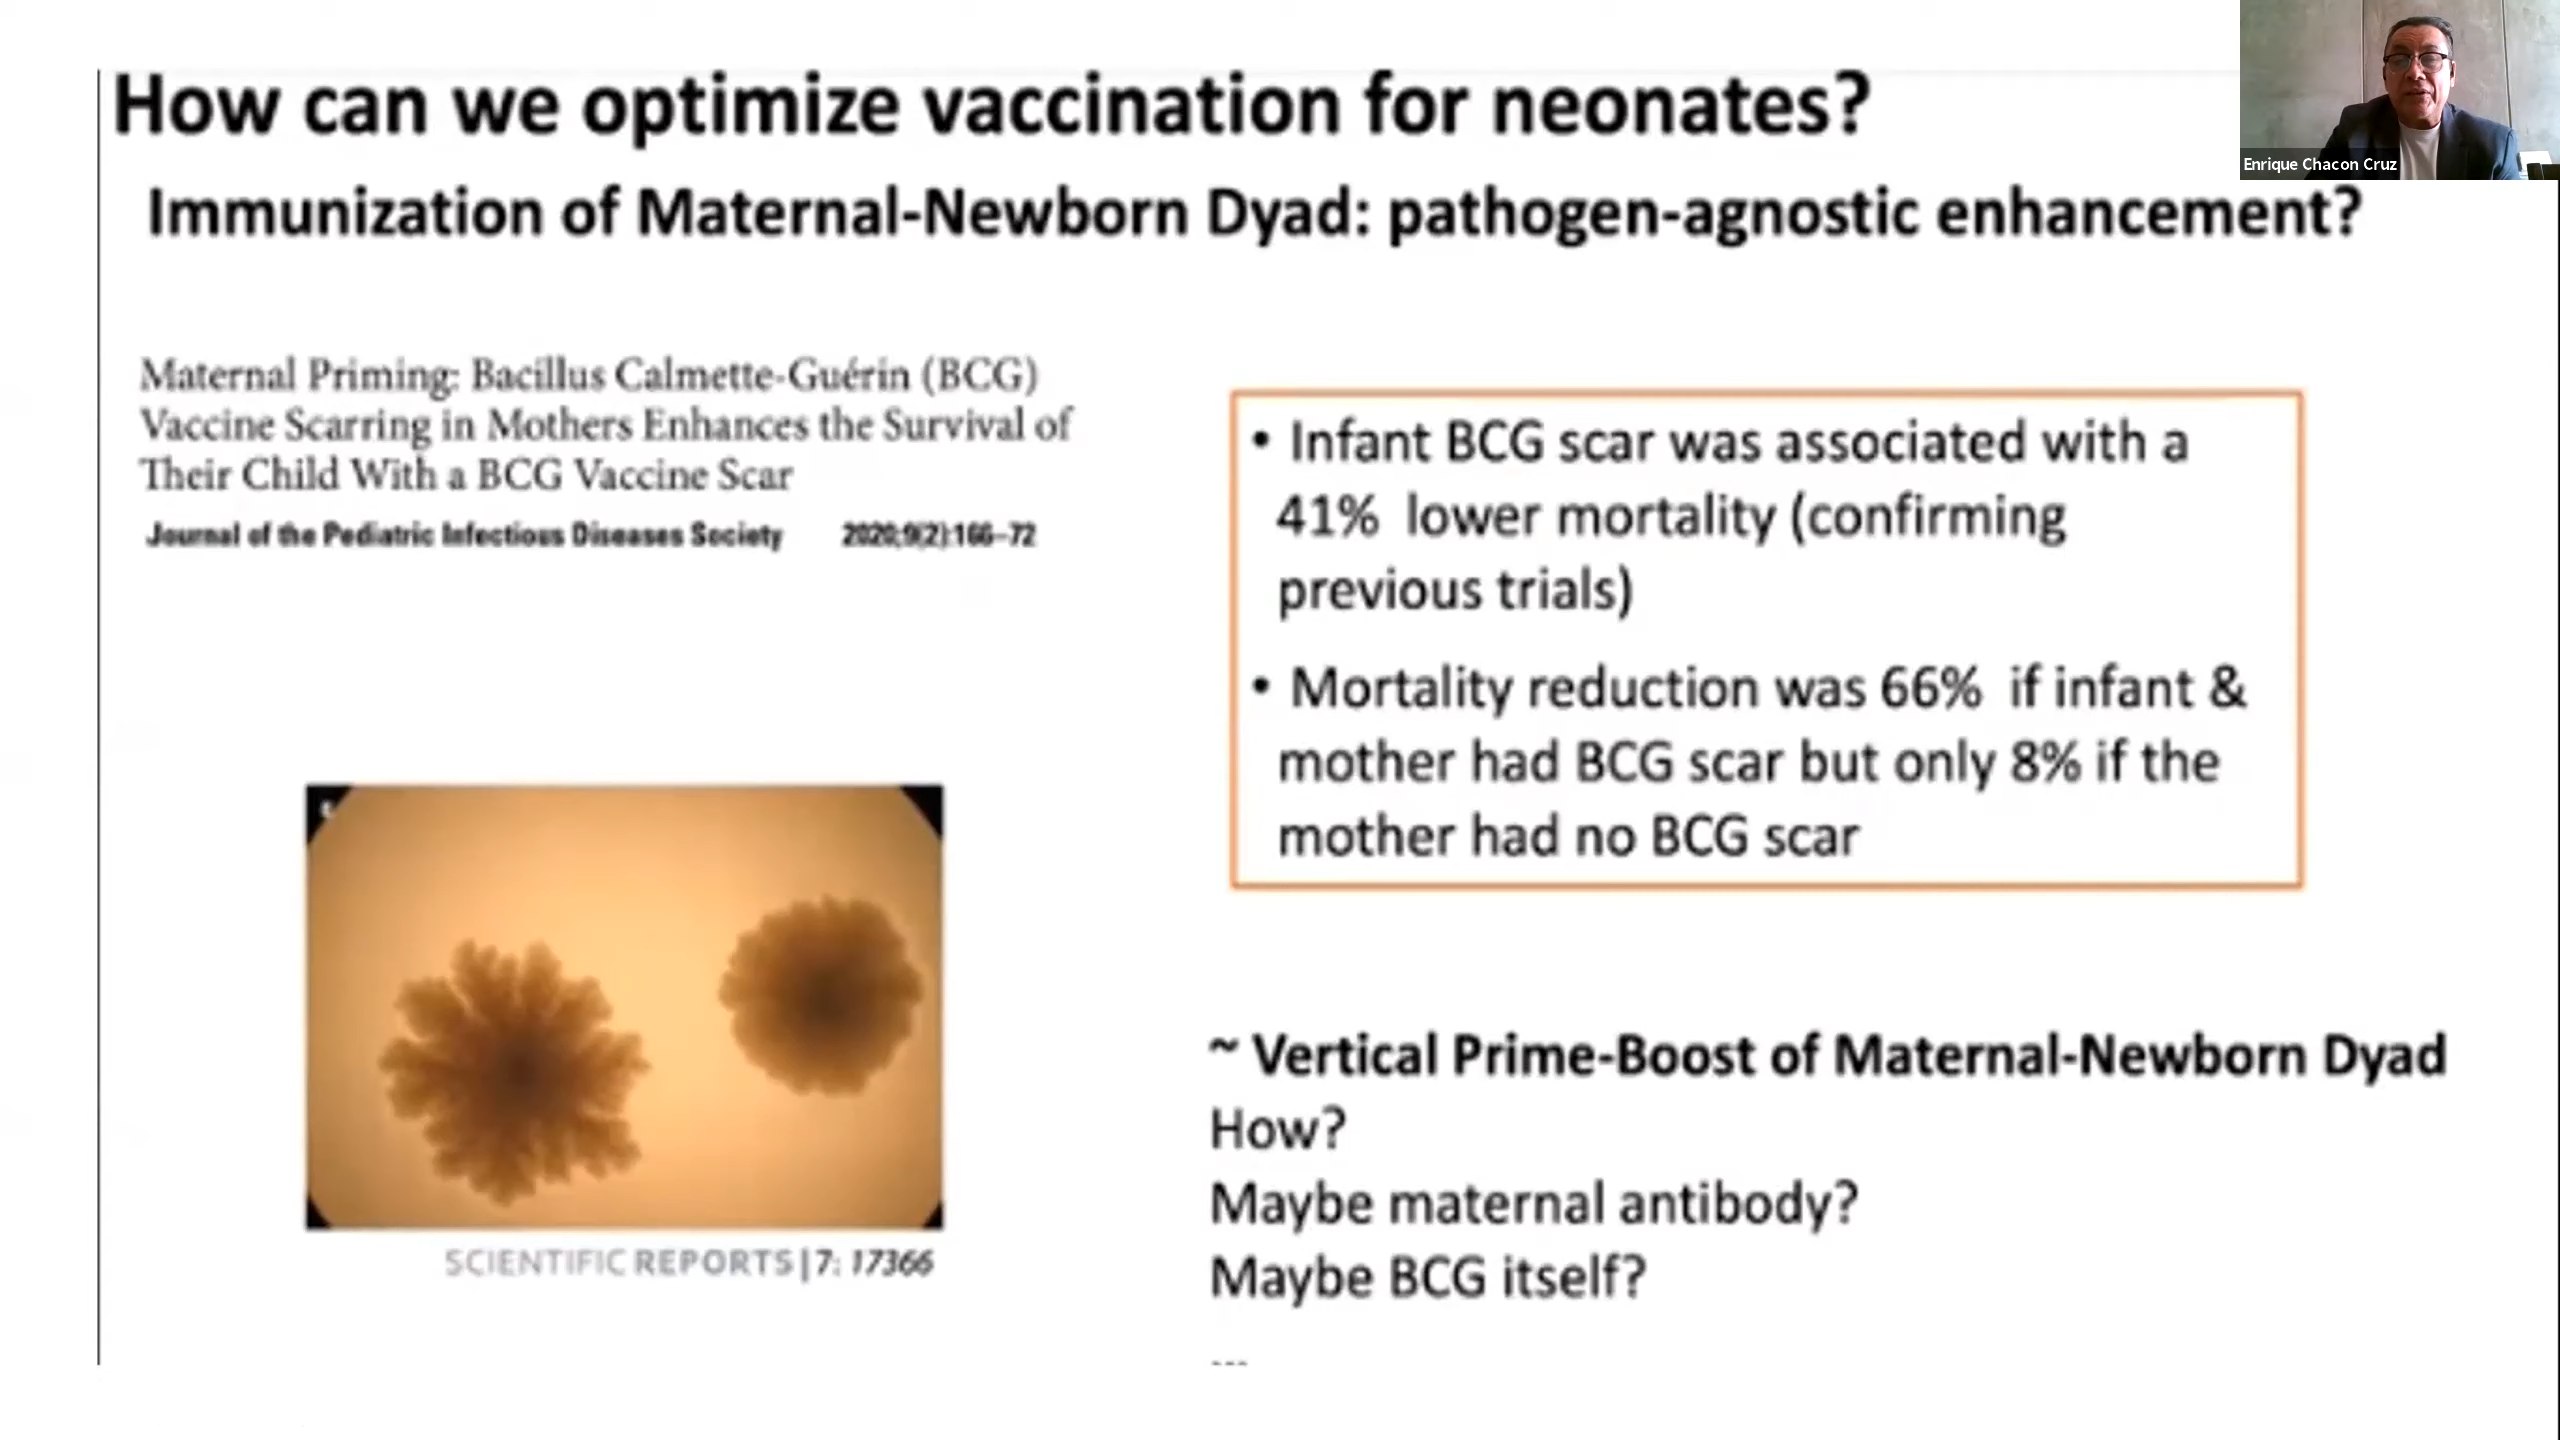 How can we optimize vaccination for neonates?
Enrique Chacon Cruz
Immunization of Maternal-Newborn Dyad: pathogen-agnostic enhancement?
Maternal Priming: Bacillus Calmette-Guérin (BCG)
Vaccine Scarring in Mothers Enhances the Survival of
Their Child With a BCG Vaccine Scar
Journal of the Pediatric Infectious Diseases Society 2020;9(2):166–72
• Infant BCG scar was associated with a
41% lower mortality (confirming
previous trials)
• Mortality reduction was 66% if infant &
mother had BCG scar but only 8% if the
mother had no BCG scar
SCIENTIFIC REPORTS | 7: 17366
~ Vertical Prime-Boost of Maternal-Newborn Dyad
How?
Maybe maternal antibody?
Maybe BCG itself?
...